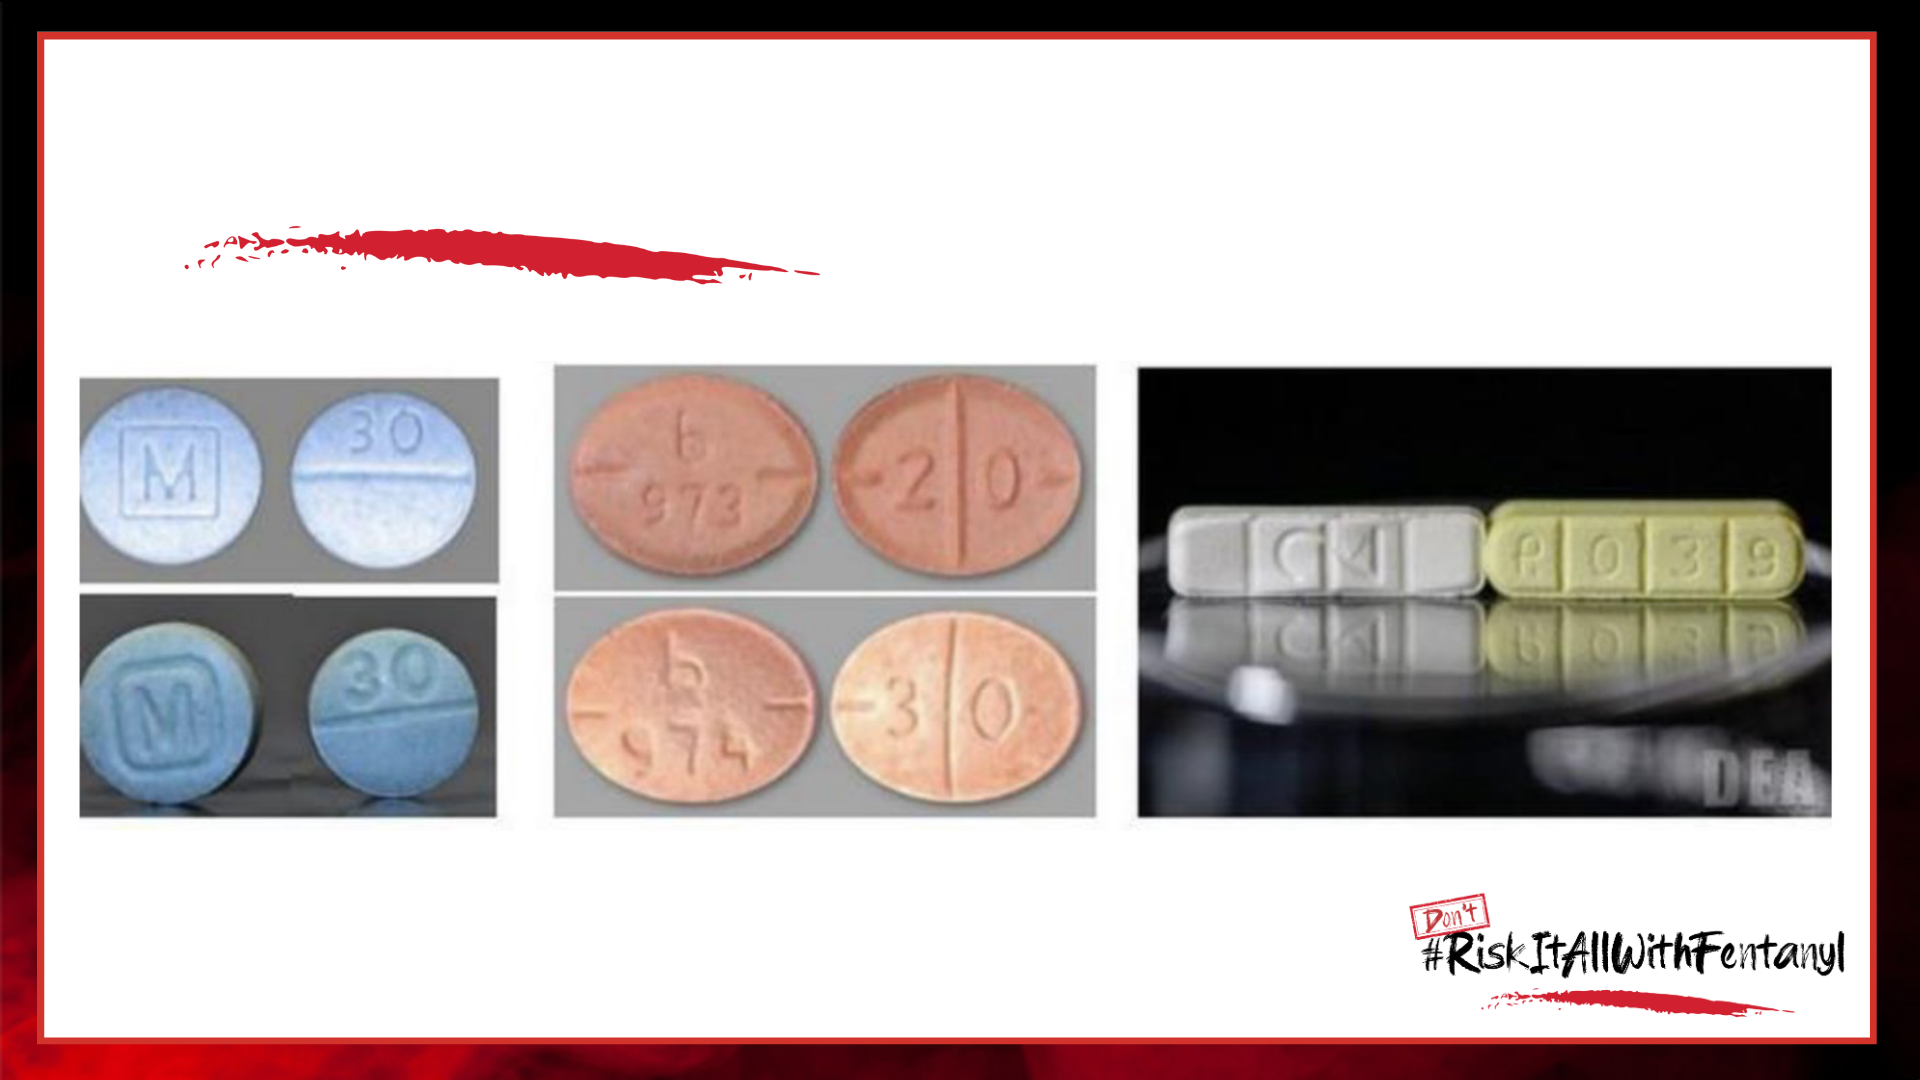 M
30
b
973
2 0
M
30
b
974
3 0
R 0 3 9
DEA
Don't
#RiskItAllWithFentanyl